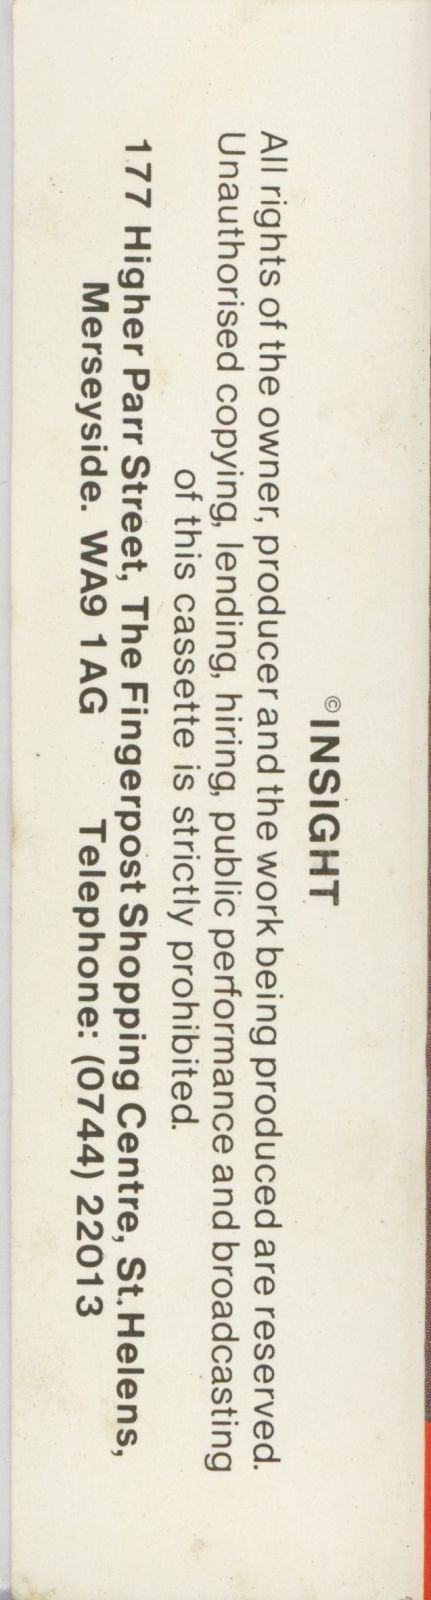 ©INSIGHT
All rights of the owner, producer and the work being produced are reserved.
Unauthorised copying, lending, hiring, public performance and broadcasting
of this cassette is strictly prohibited.
177 Higher Parr Street, The Fingerpost Shopping Centre, St. Helens,
Merseyside. WA9 1AG Telephone: (0744) 22013